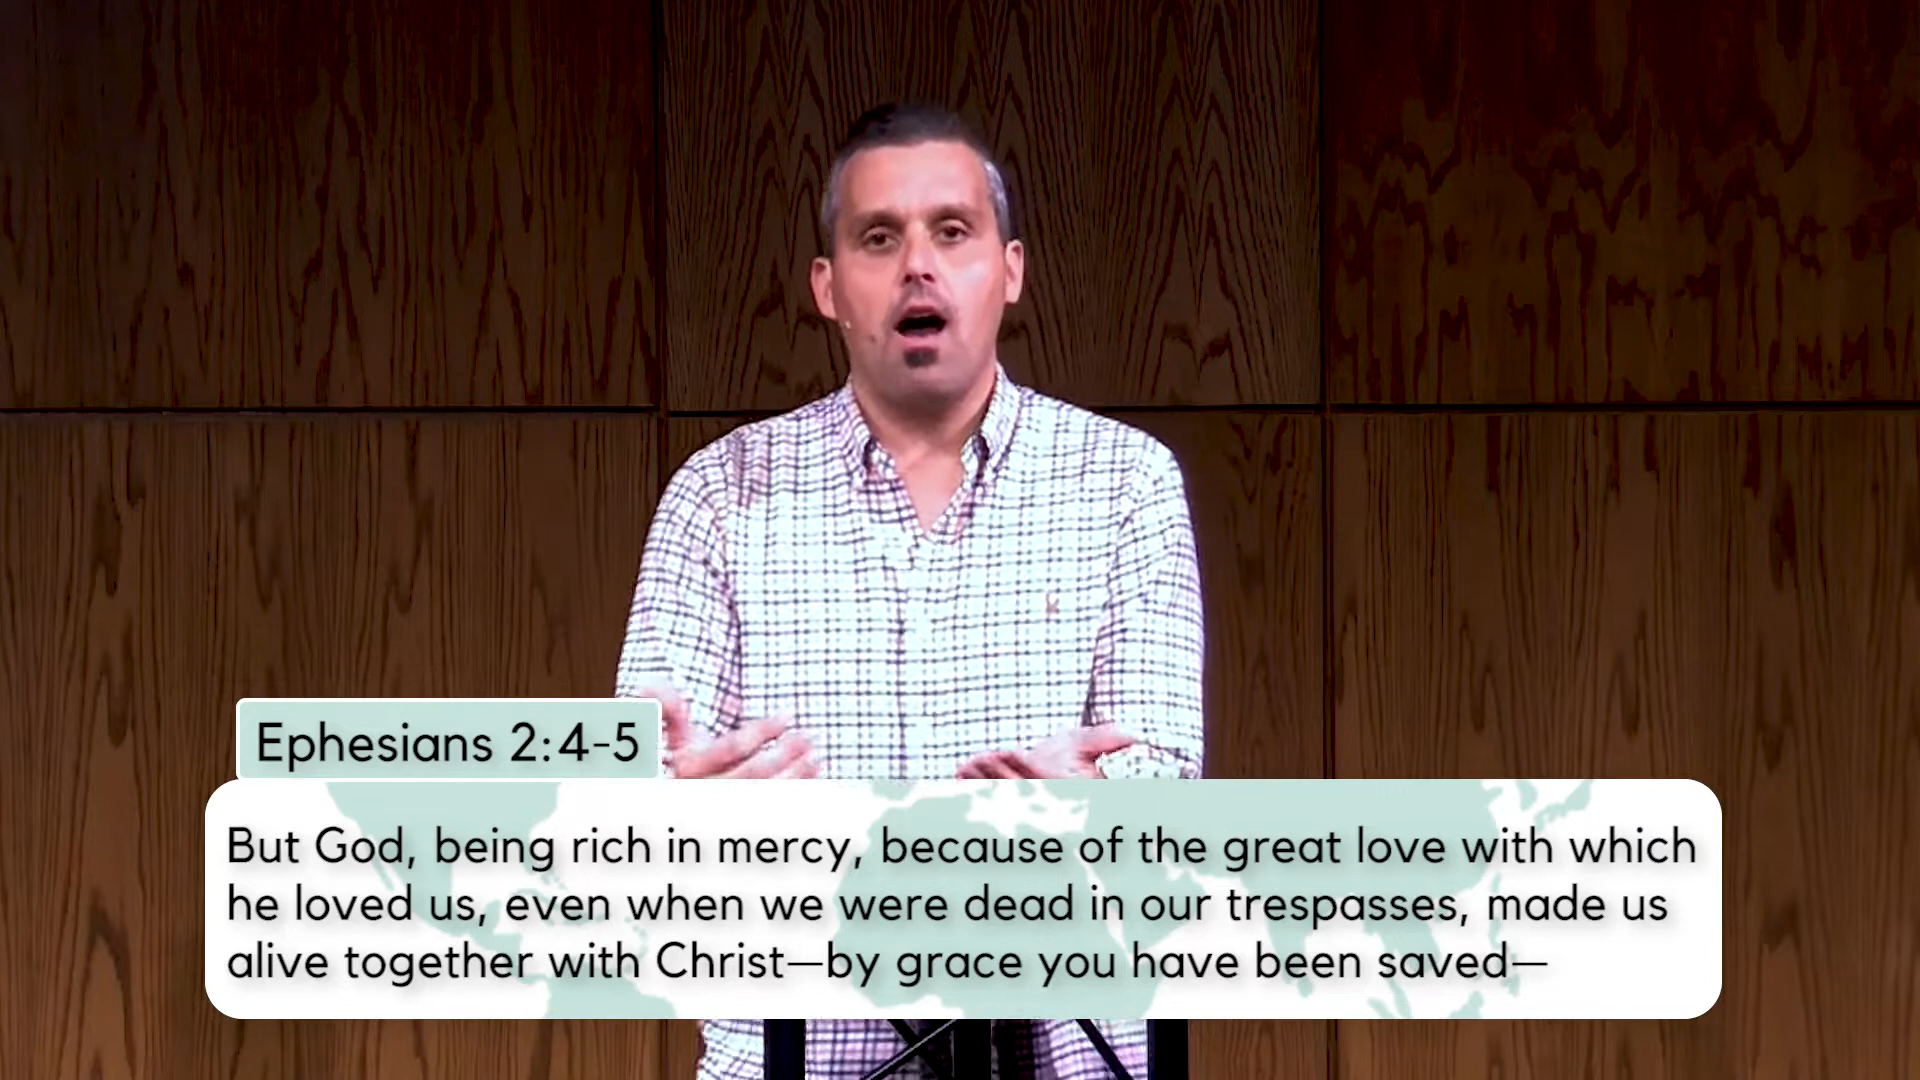 Ephesians 2:4-5
But God, being rich in mercy, because of the great love with which
he loved us, even when we were dead in our trespasses, made us
alive together with Christ—by grace you have been saved—